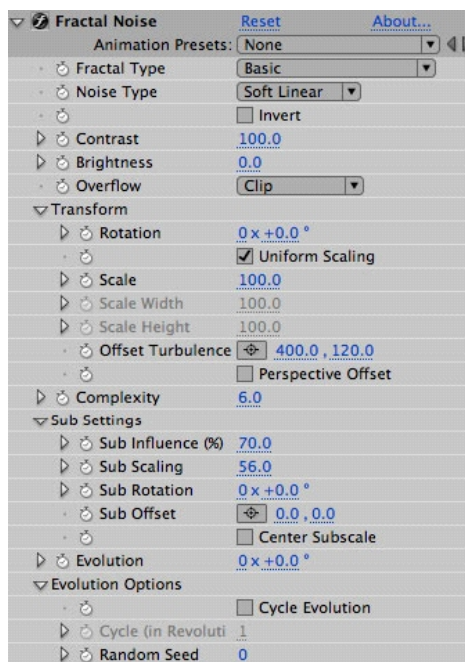 Fractal Noise Reset About...
Animation Presets: None
Fractal Type Basic
Noise Type Soft Linear
Invert
Contrast 100.0
Brightness 0.0
Overflow Clip
Transform
Rotation 0 x +0.0 °
Uniform Scaling
Scale 100.0
Scale Width 100.0
Scale Height 100.0
Offset Turbulence 400.0 , 120.0
Perspective Offset
Complexity 6.0
Sub Settings
Sub Influence (%) 70.0
Sub Scaling 56.0
Sub Rotation 0 x +0.0 °
Sub Offset 0.0 , 0.0
Center Subscale
Evolution 0 x +0.0 °
Evolution Options
Cycle Evolution
Cycle (in Revoluti 1
Random Seed 0